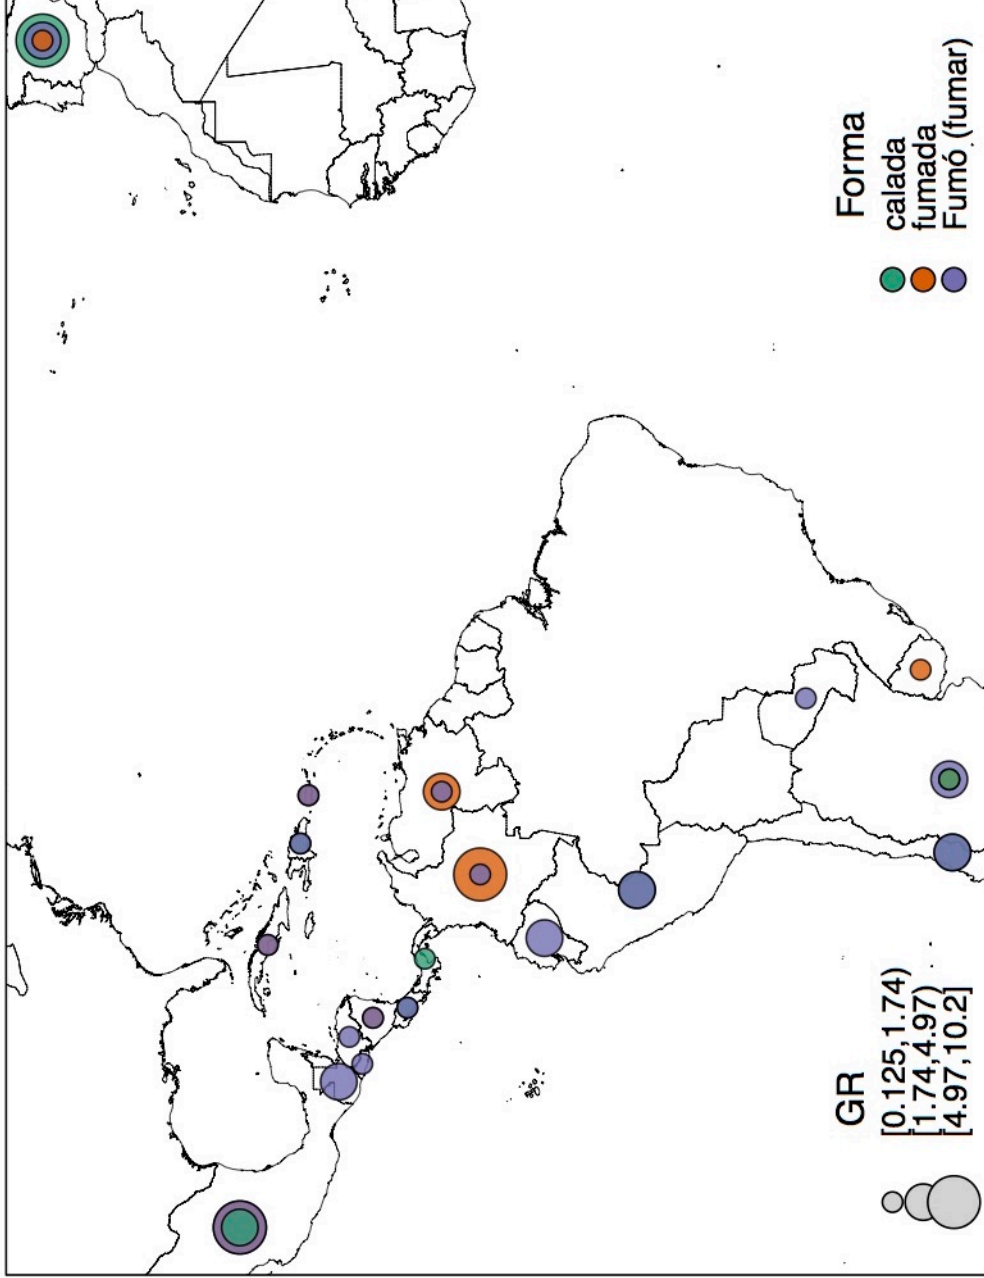 GR
[0.125,1.74)
[1.74,4.97)
[4.97,10.2]
Forma
calada
fumada
Fumó (fumar)